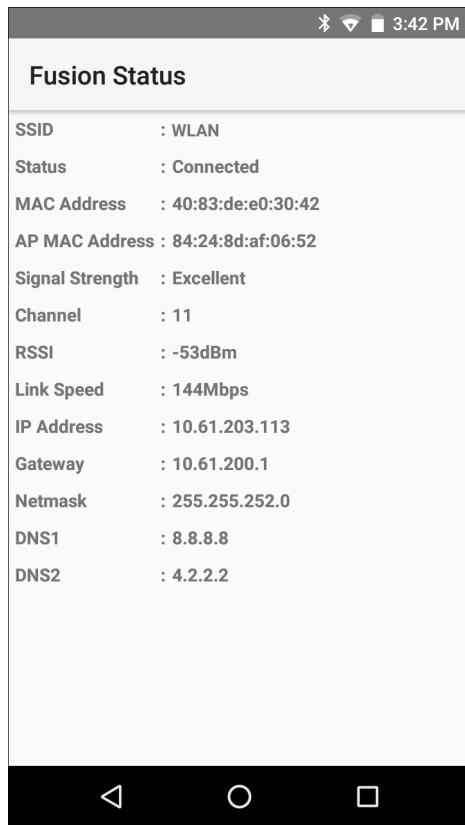 3:42 PM
Fusion Status
SSID : WLAN
Status : Connected
MAC Address : 40:83:de:e0:30:42
AP MAC Address : 84:24:8d:af:06:52
Signal Strength : Excellent
Channel : 11
RSSI : -53dBm
Link Speed : 144Mbps
IP Address : 10.61.203.113
Gateway : 10.61.200.1
Netmask : 255.255.252.0
DNS1 : 8.8.8.8
DNS2 : 4.2.2.2